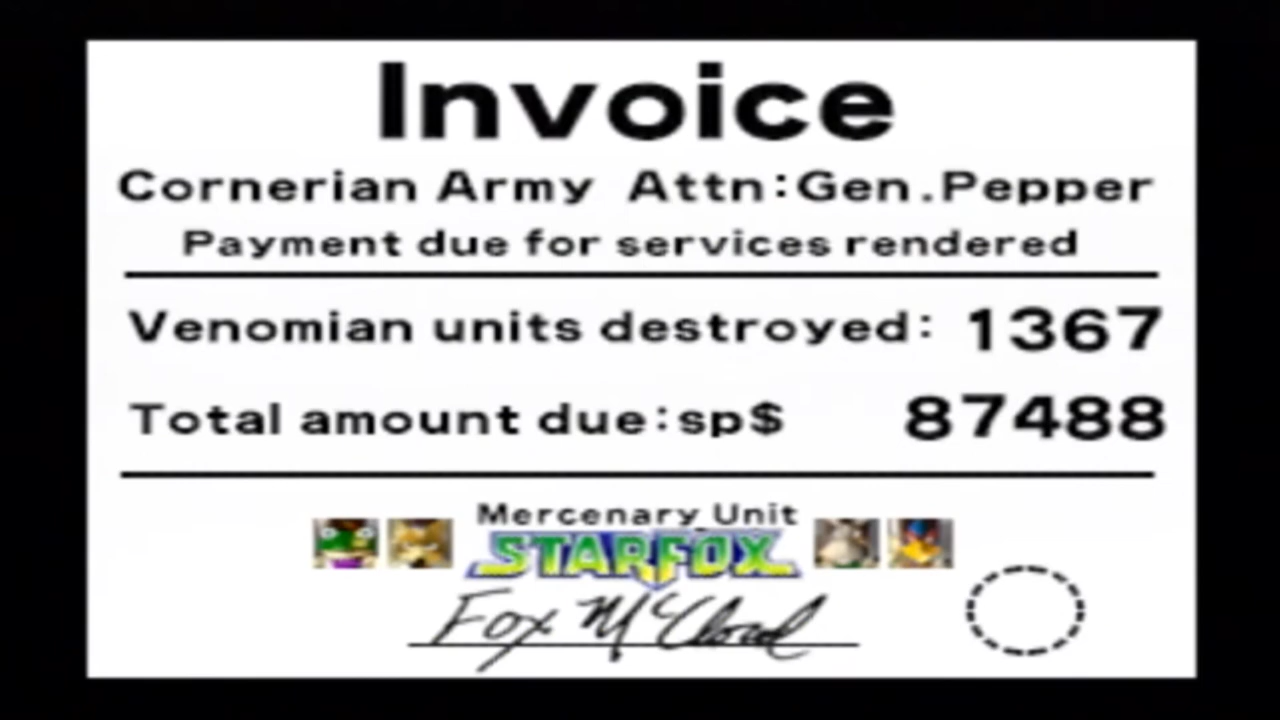 Invoice
Cornerian Army Attn:Gen.Pepper
Payment due for services rendered
Venomian units destroyed: 1367
Total amount due:sp$ 87488
Mercenary Unit
STARFOX
Fox McCloud